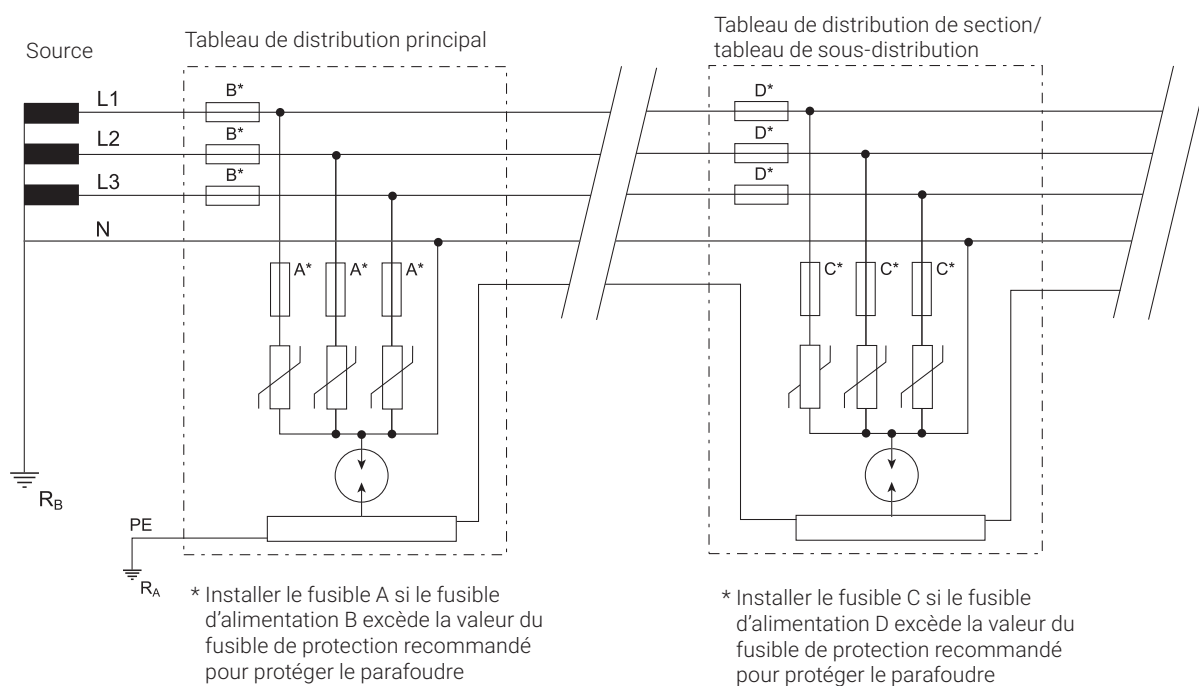 Source
Tableau de distribution principal
Tableau de distribution de section/
tableau de sous-distribution
L1
B*
D*
L2
B*
D*
L3
B*
D*
N
A*
A*
A*
C*
C*
C*
RB
PE
RA
* Installer le fusible A si le fusible
d’alimentation B excède la valeur du
fusible de protection recommandé
pour protéger le parafoudre
* Installer le fusible C si le fusible
d’alimentation D excède la valeur du
fusible de protection recommandé
pour protéger le parafoudre